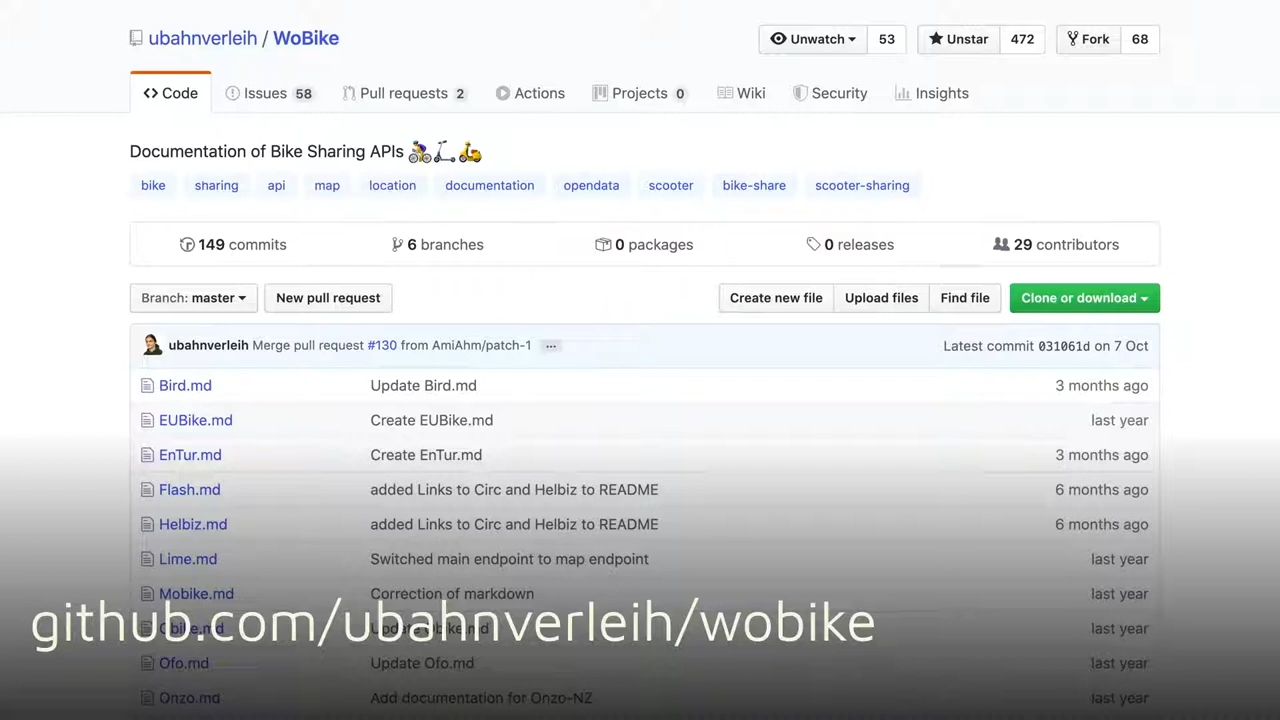 ubahnverleih / WoBike
Unwatch 53
Unstar 472
Fork 68
Code
Issues 58
Pull requests 2
Actions
Projects 0
Wiki
Security
Insights
Documentation of Bike Sharing APIs 🚴🛴🛵
bike sharing api map location documentation opendata scooter bike-share scooter-sharing
149 commits
6 branches
0 packages
0 releases
29 contributors
Branch: master
New pull request
Create new file
Upload files
Find file
Clone or download
ubahnverleih Merge pull request #130 from AmiAhm/patch-1 ... Latest commit 031061d on 7 Oct
Bird.md Update Bird.md 3 months ago
EUBike.md Create EUBike.md last year
EnTur.md Create EnTur.md 3 months ago
Flash.md added Links to Circ and Helbiz to README 6 months ago
Helbiz.md added Links to Circ and Helbiz to README 6 months ago
Lime.md Switched main endpoint to map endpoint last year
Mobike.md Correction of markdown last year
github.com/ubahnverleih/wobike
Obike.md Update Obike.md last year
Ofo.md Update Ofo.md last year
Onzo.md Add documentation for Onzo-NZ last year